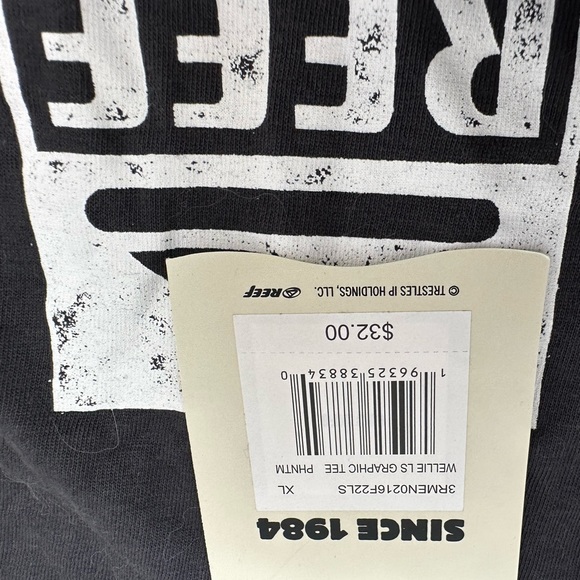 REEF
SINCE 1984
3RMEN0216F22LS XL
WELLIE LS GRAPHIC TEE PHNTM
1 96325 38834 0
$32.00
© TRESTLES IP HOLDINGS, LLC. REEF